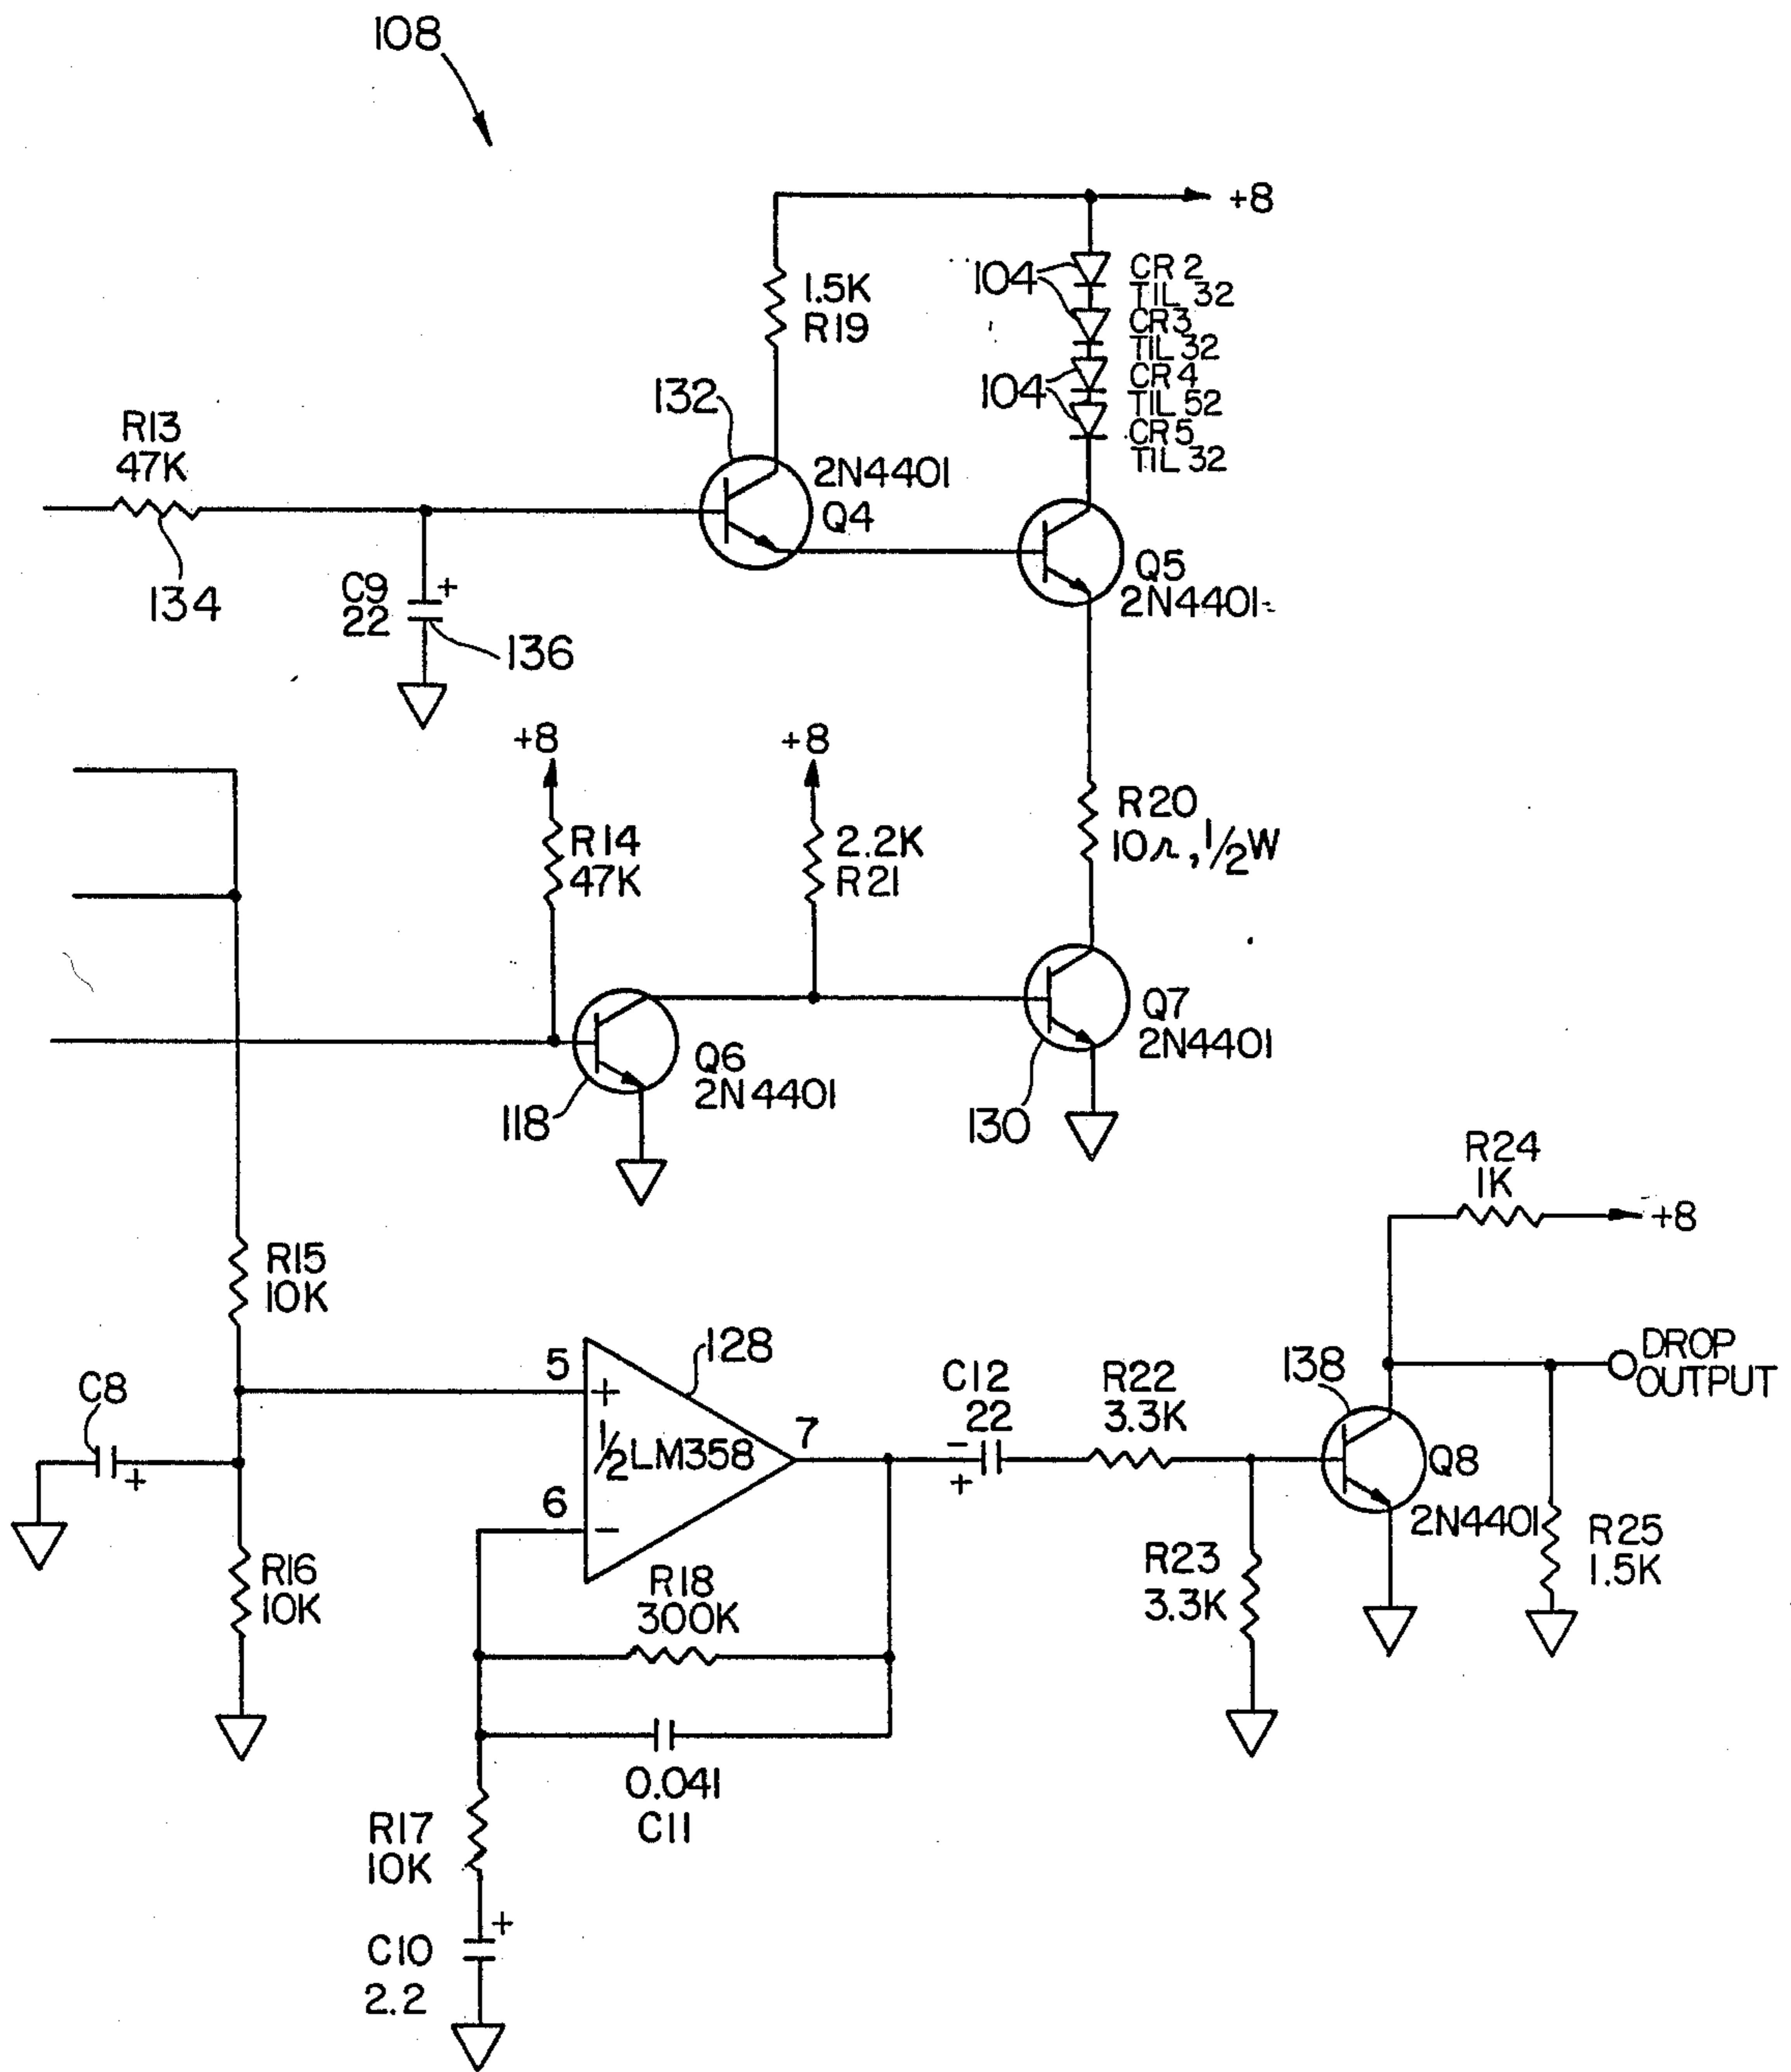 108
+8
104
CR2
TIL 32
CR3
TIL 32
104
CR4
TIL 52
CR5
TIL 32
1.5K
R19
132
2N4401
Q4
R13
47K
134
C9
22
+
136
Q5
2N4401
+8
+8
R14
47K
2.2K
R21
R20
10Ω, ½W
Q6
2N4401
118
Q7
2N4401
130
R24
1K
+8
R15
10K
128
5
+
½LM358
7
6
−
C8
+
R16
10K
R18
300K
0.041
C11
R17
10K
C10
2.2
+
C12
22
−
+
R22
3.3K
R23
3.3K
138
Q8
2N4401
DROP
OUTPUT
R25
1.5K